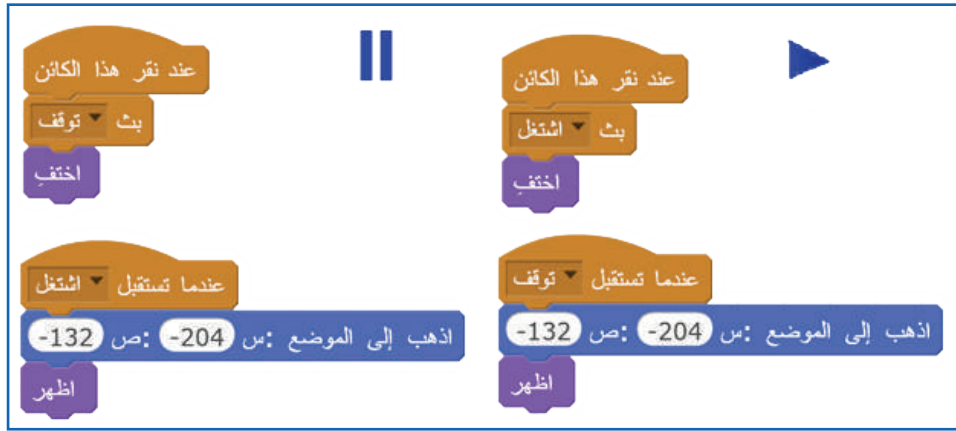 عند نقر هذا الكائن
بث اشتغل
اختفِ
عندما تستقبل توقف
اذهب إلى الموضع س: -204 ص: -132
اظهر
عند نقر هذا الكائن
بث توقف
اختفِ
عندما تستقبل اشتغل
اذهب إلى الموضع س: -204 ص: -132
اظهر